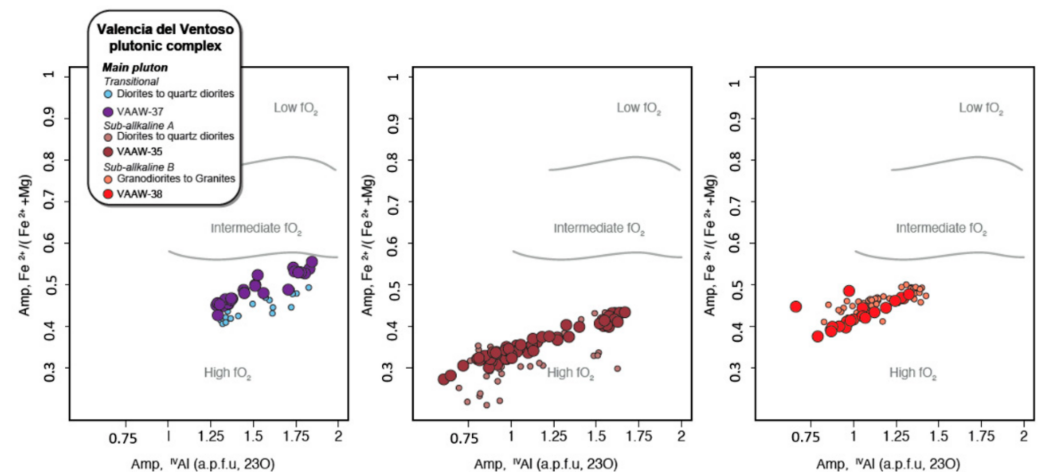 Valencia del Ventoso
plutonic complex
Main pluton
Transitional
Diorites to quartz diorites
VAAW-37
Sub-allkaline A
Diorites to quartz diorites
VAAW-35
Sub-allkaline B
Granodiorites to Granites
VAAW-38
Amp, Fe²⁺/( Fe²⁺+Mg)
1
0.9
0.8
0.7
0.6
0.5
0.4
0.3
Low fO₂
Intermediate fO₂
High fO₂
0.75
1
1.25
1.5
1.75
2
Amp, ᴵⱽAl (a.p.f.u, 23O)
Amp, Fe²⁺/( Fe²⁺+Mg)
1
0.9
0.8
0.7
0.6
0.5
0.4
0.3
Low fO₂
Intermediate fO₂
High fO₂
0.75
1
1.25
1.5
1.75
2
Amp, ᴵⱽAl (a.p.f.u, 23O)
Amp, Fe²⁺/( Fe²⁺+Mg)
1
0.9
0.8
0.7
0.6
0.5
0.4
0.3
Low fO₂
Intermediate fO₂
High fO₂
0.75
1
1.25
1.5
1.75
2
Amp, ᴵⱽAl (a.p.f.u, 23O)